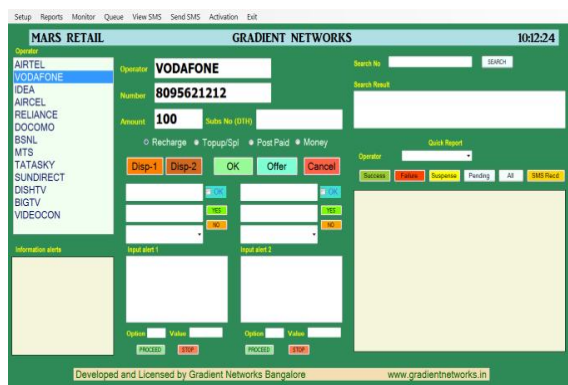 Setup Reports Monitor Queue View SMS Send SMS Activation Exit
MARS RETAIL GRADIENT NETWORKS 10:12:24
Operator
AIRTEL
VODAFONE
IDEA
AIRCEL
RELIANCE
DOCOMO
BSNL
MTS
TATASKY
SUNDIRECT
DISHTV
BIGTV
VIDEOCON
Information alerts
Operator VODAFONE
Number 8095621212
Amount 100 Subs No (DTH)
Recharge Topup/Spl Post Paid Money
Disp-1 Disp-2 OK Offer Cancel
OK OK
YES YES
NO NO
Input alert 1 Input alert 2
Option Value Option Value
PROCEED STOP PROCEED STOP
Search No SEARCH
Search Result
Quick Report
Operator
Success Failure Suspense Pending All SMS Recd
Developed and Licensed by Gradient Networks Bangalore www.gradientnetworks.in